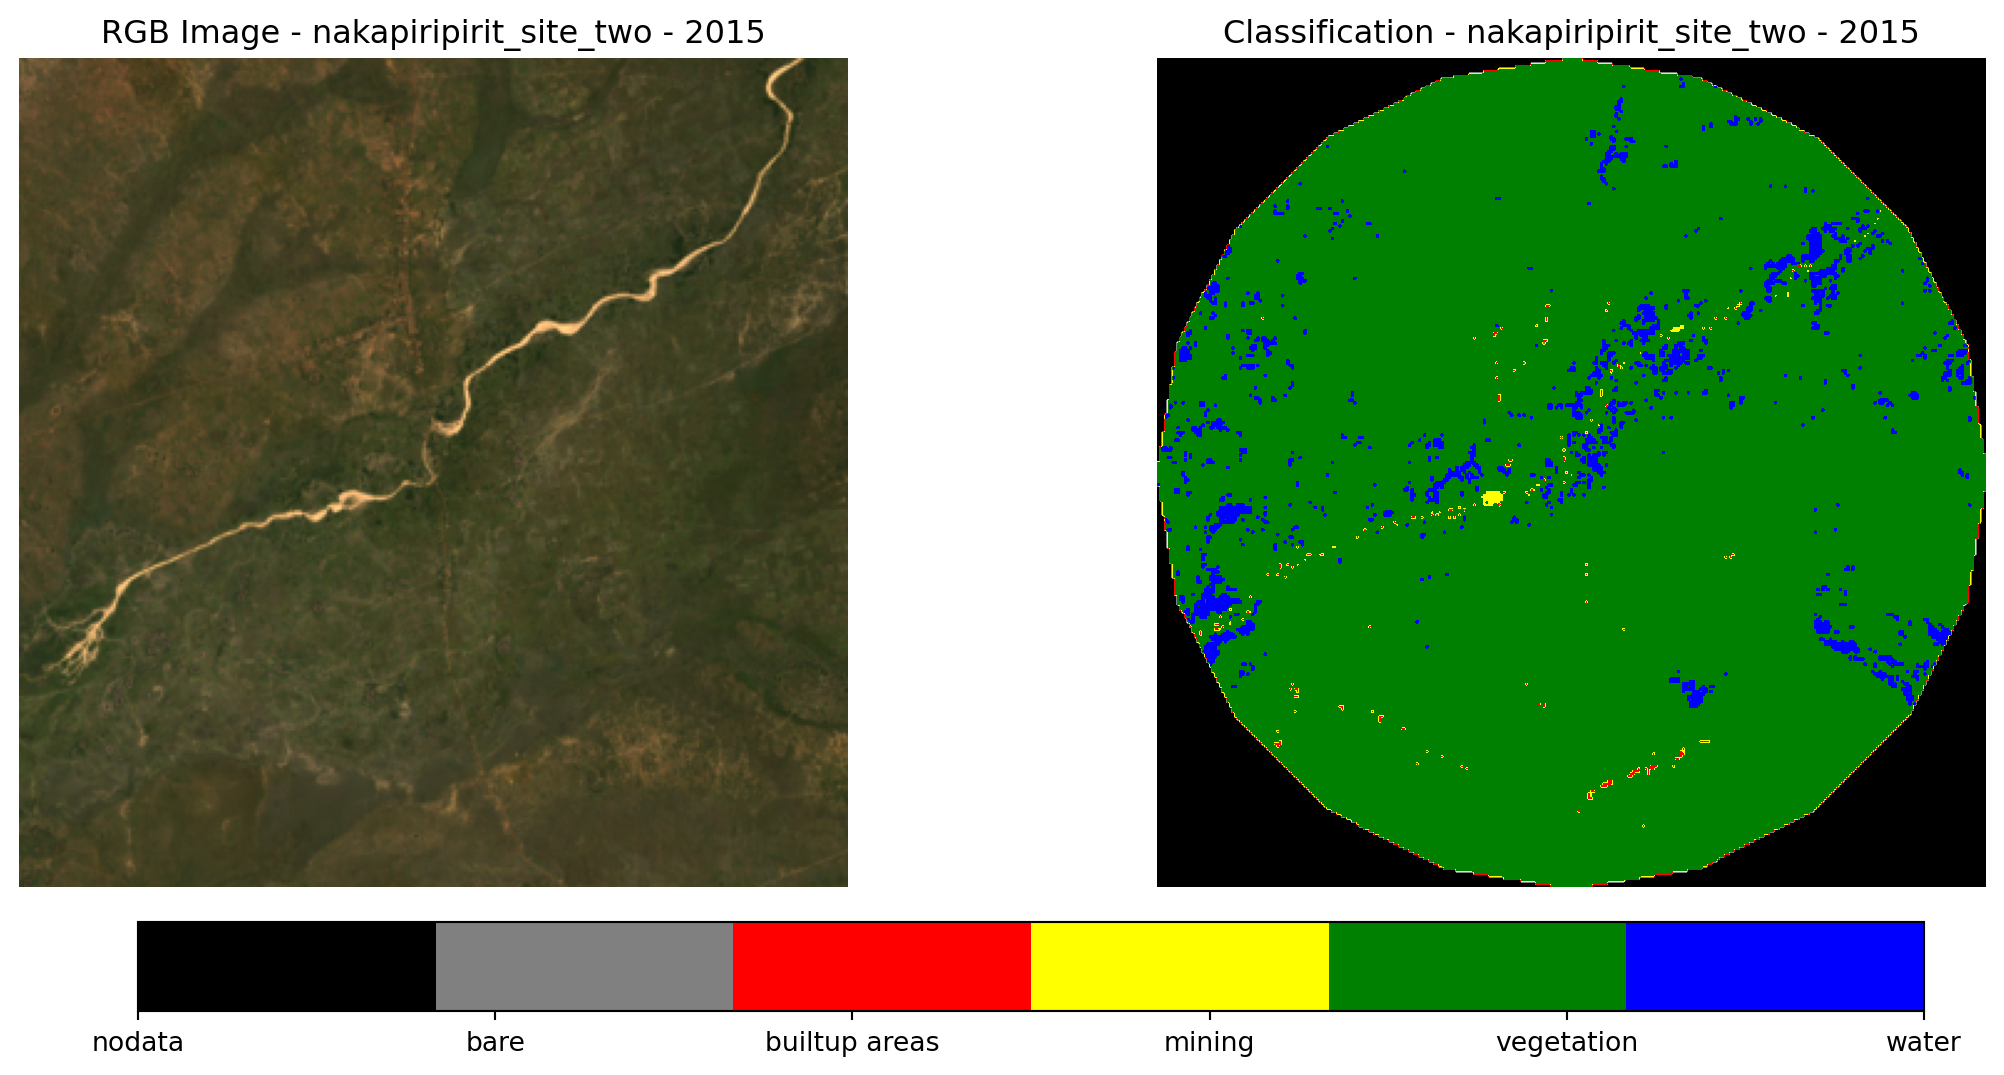 RGB Image - nakapiripirit_site_two - 2015
Classification - nakapiripirit_site_two - 2015
nodata
bare
builtup areas
mining
vegetation
water